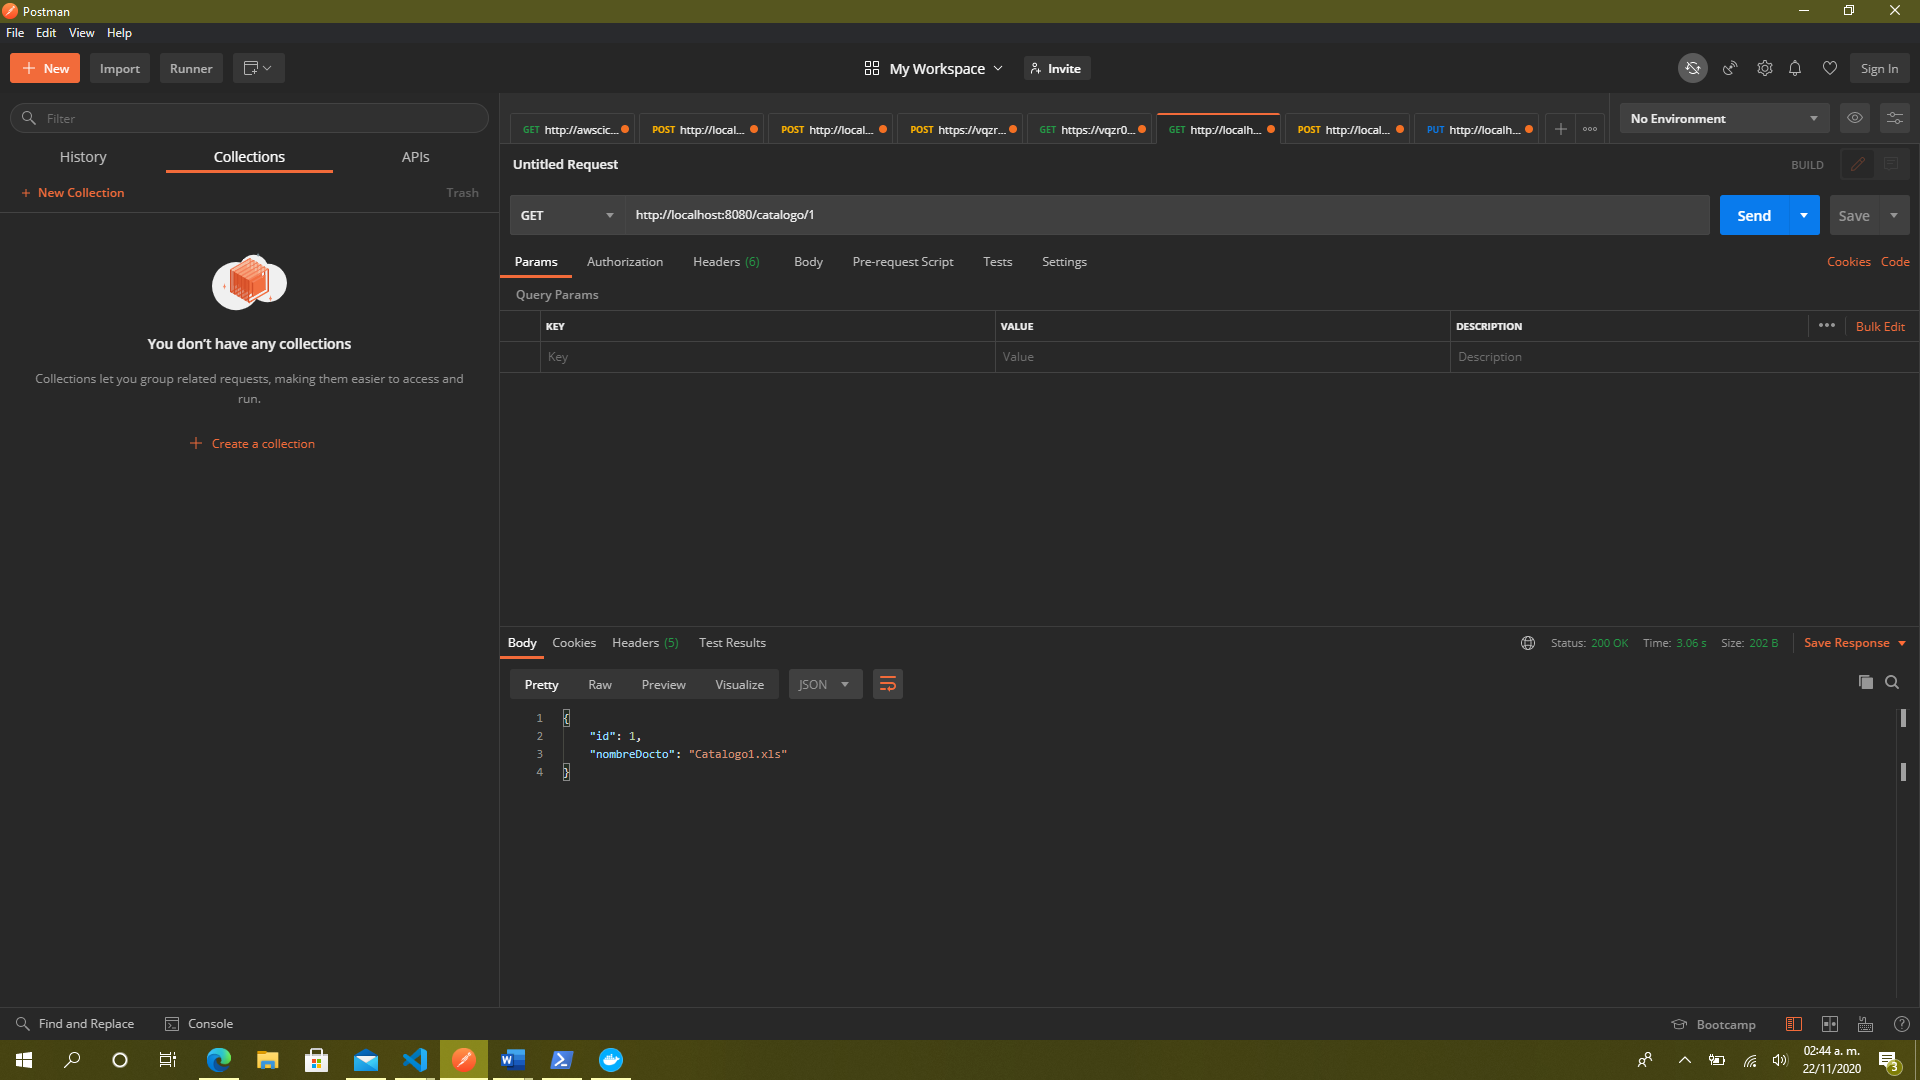 Postman
File Edit View Help
New Import Runner My Workspace Invite Sign In
Filter
History Collections APIs
New Collection Trash
You don’t have any collections
Collections let you group related requests, making them easier to access and
run.
Create a collection
GET http://awscic... POST http://local... POST http://local... POST https://vqzr... GET https://vqzr0... GET http://localh... POST http://local... PUT http://localh... No Environment
Untitled Request BUILD
GET http://localhost:8080/catalogo/1 Send Save
Params Authorization Headers (6) Body Pre-request Script Tests Settings Cookies Code
Query Params
KEY VALUE DESCRIPTION Bulk Edit
Key Value Description
Body Cookies Headers (5) Test Results Status: 200 OK Time: 3.06 s Size: 202 B Save Response
Pretty Raw Preview Visualize JSON
1 {
2 "id": 1,
3 "nombreDocto": "Catalogo1.xls"
4 }
Find and Replace Console Bootcamp
02:44 a. m.
22/11/2020
3